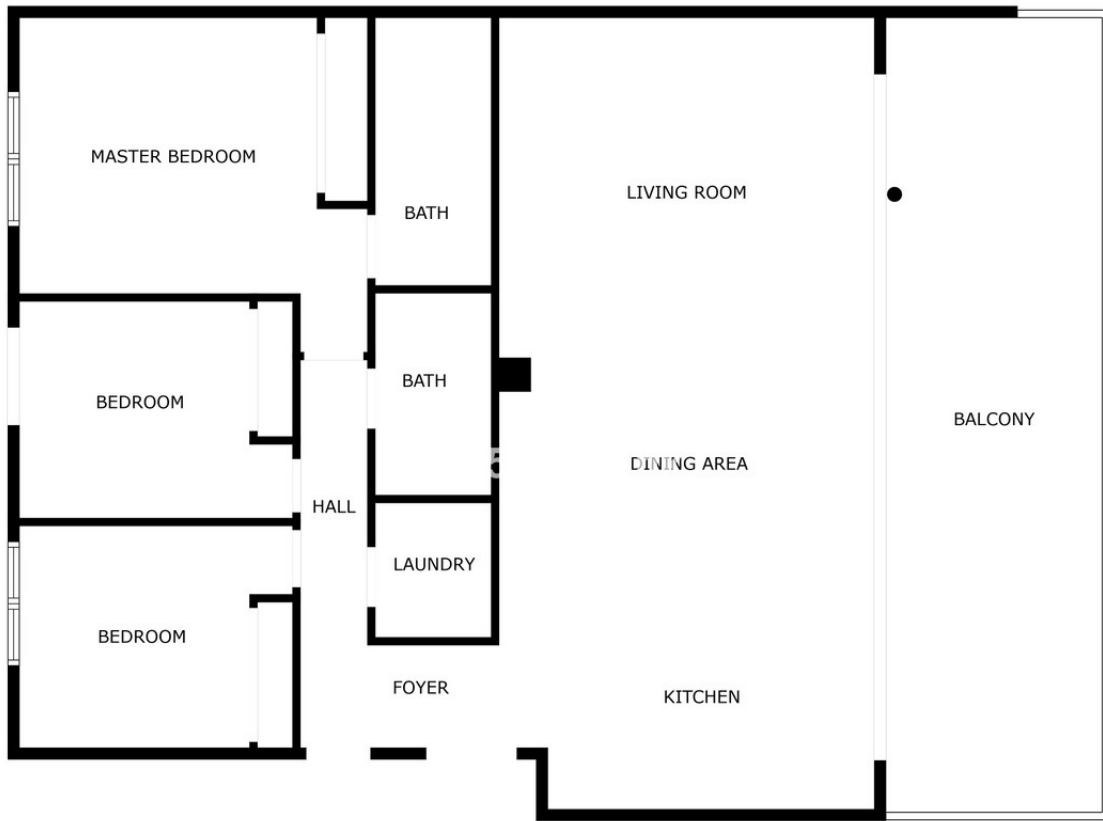 MASTER BEDROOM
LIVING ROOM
BATH
BATH
BEDROOM
BALCONY
DINING AREA
HALL
LAUNDRY
BEDROOM
FOYER
KITCHEN